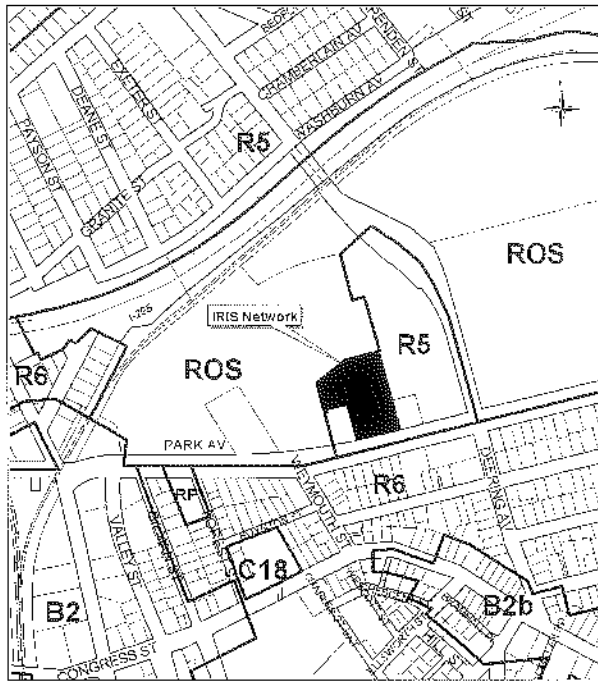 CHAMBERLAIN AV
EXETER ST
DEANE ST
WASHBURN AV
PAYSON ST
R5
GRANITE ST
ROS
I-295
IRIS Network
R5
R6
ROS
PARK AV
R6
RP
WEYMOUTH ST
DEERING AV
VALLEY ST
C18
B2b
B2
CONGRESS ST